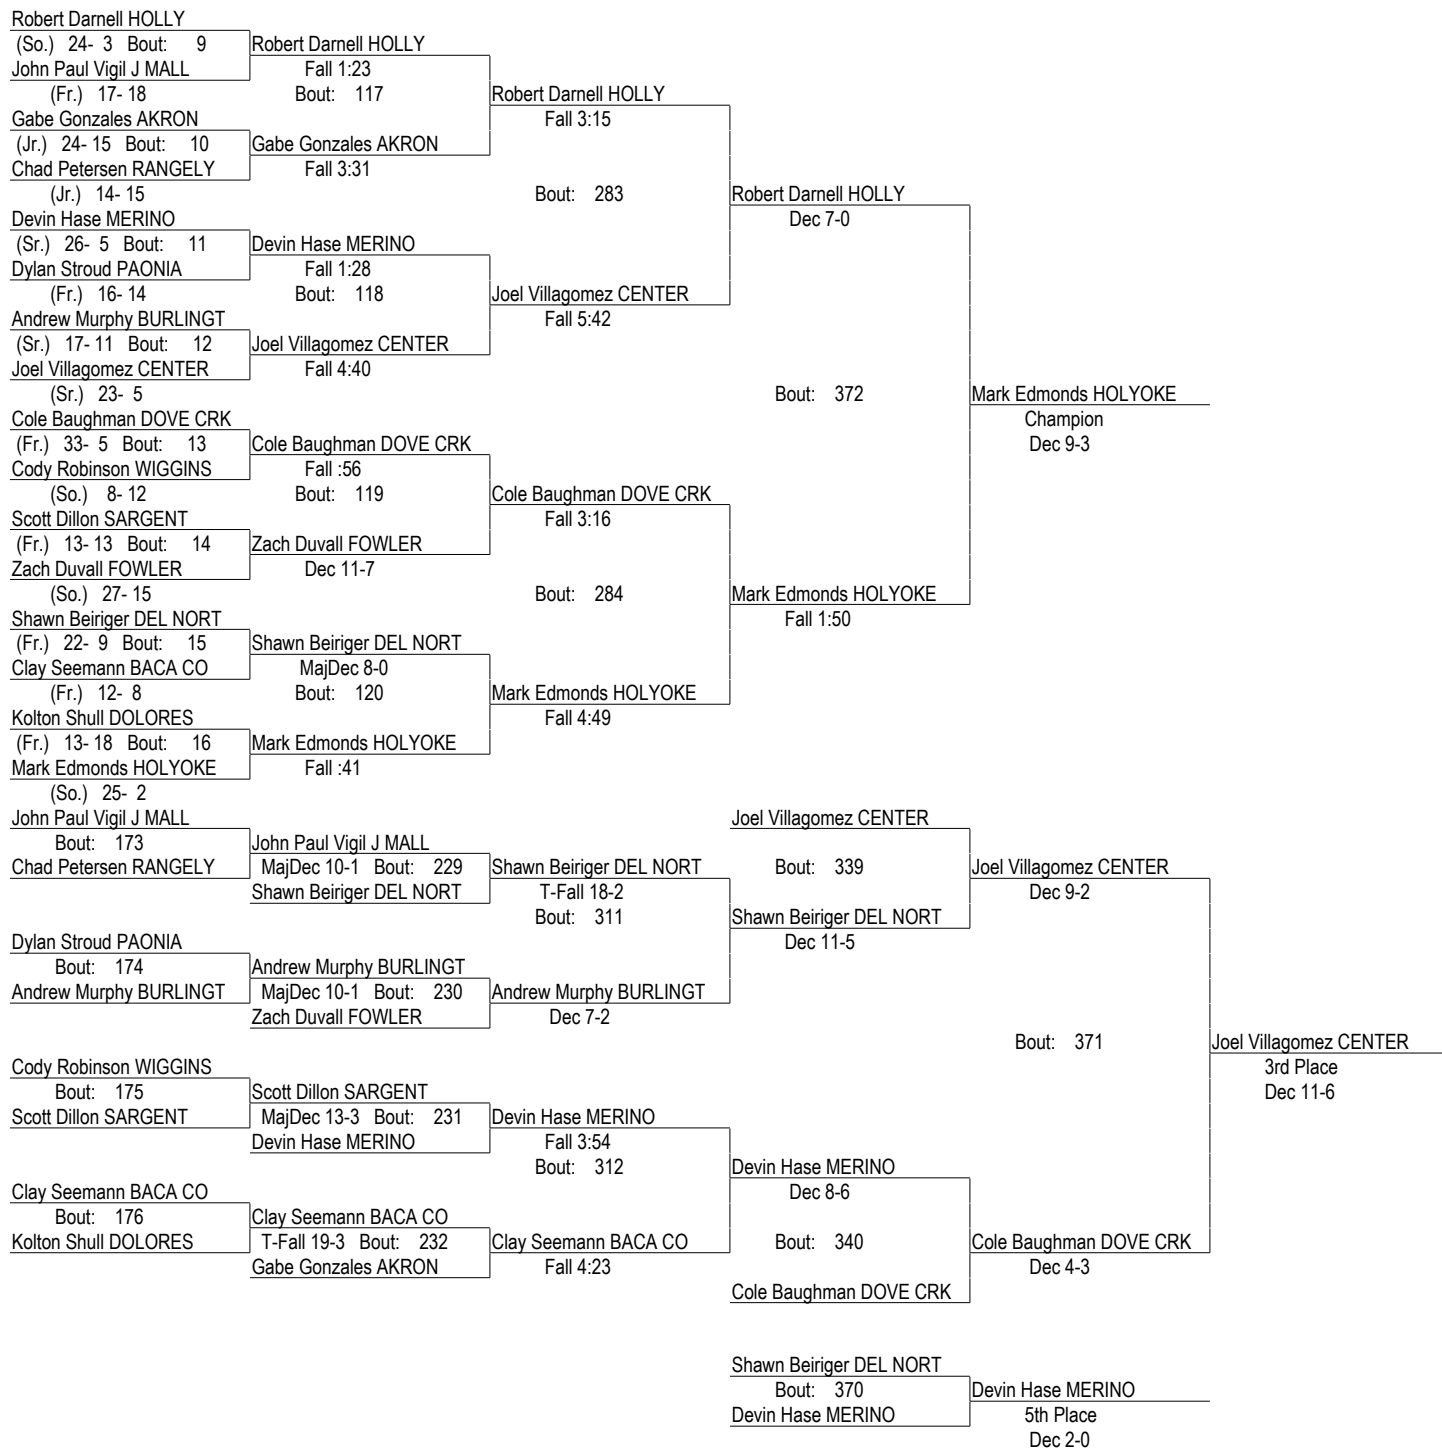 Robert Darnell HOLLY
(So.) 24- 3 Bout: 9 Robert Darnell HOLLY
John Paul Vigil J MALL Fall 1:23
(Fr.) 17- 18 Bout: 117 Robert Darnell HOLLY
Gabe Gonzales AKRON Fall 3:15
(Jr.) 24- 15 Bout: 10 Gabe Gonzales AKRON
Chad Petersen RANGELY Fall 3:31
(Jr.) 14- 15 Bout: 283 Robert Darnell HOLLY
Devin Hase MERINO Dec 7-0
(Sr.) 26- 5 Bout: 11 Devin Hase MERINO
Dylan Stroud PAONIA Fall 1:28
(Fr.) 16- 14 Bout: 118 Joel Villagomez CENTER
Andrew Murphy BURLINGT Fall 5:42
(Sr.) 17- 11 Bout: 12 Joel Villagomez CENTER
Joel Villagomez CENTER Fall 4:40
(Sr.) 23- 5 Bout: 372 Mark Edmonds HOLYOKE
Cole Baughman DOVE CRK Champion
(Fr.) 33- 5 Bout: 13 Cole Baughman DOVE CRK Dec 9-3
Cody Robinson WIGGINS Fall :56
(So.) 8- 12 Bout: 119 Cole Baughman DOVE CRK
Scott Dillon SARGENT Fall 3:16
(Fr.) 13- 13 Bout: 14 Zach Duvall FOWLER
Zach Duvall FOWLER Dec 11-7
(So.) 27- 15 Bout: 284 Mark Edmonds HOLYOKE
Shawn Beiriger DEL NORT Fall 1:50
(Fr.) 22- 9 Bout: 15 Shawn Beiriger DEL NORT
Clay Seemann BACA CO MajDec 8-0
(Fr.) 12- 8 Bout: 120 Mark Edmonds HOLYOKE
Kolton Shull DOLORES Fall 4:49
(Fr.) 13- 18 Bout: 16 Mark Edmonds HOLYOKE
Mark Edmonds HOLYOKE Fall :41
(So.) 25- 2
John Paul Vigil J MALL Joel Villagomez CENTER
Bout: 173 John Paul Vigil J MALL
Chad Petersen RANGELY MajDec 10-1 Bout: 229 Shawn Beiriger DEL NORT Bout: 339 Joel Villagomez CENTER
Shawn Beiriger DEL NORT T-Fall 18-2 Dec 9-2
Bout: 311 Shawn Beiriger DEL NORT
Dylan Stroud PAONIA Dec 11-5
Bout: 174 Andrew Murphy BURLINGT
Andrew Murphy BURLINGT MajDec 10-1 Bout: 230 Andrew Murphy BURLINGT
Zach Duvall FOWLER Dec 7-2
Bout: 371 Joel Villagomez CENTER
Cody Robinson WIGGINS 3rd Place
Bout: 175 Scott Dillon SARGENT Dec 11-6
Scott Dillon SARGENT MajDec 13-3 Bout: 231 Devin Hase MERINO
Devin Hase MERINO Fall 3:54
Bout: 312 Devin Hase MERINO
Clay Seemann BACA CO Dec 8-6
Bout: 176 Clay Seemann BACA CO
Kolton Shull DOLORES T-Fall 19-3 Bout: 232 Clay Seemann BACA CO Bout: 340 Cole Baughman DOVE CRK
Gabe Gonzales AKRON Fall 4:23 Dec 4-3
Cole Baughman DOVE CRK
Shawn Beiriger DEL NORT
Bout: 370 Devin Hase MERINO
Devin Hase MERINO 5th Place
Dec 2-0